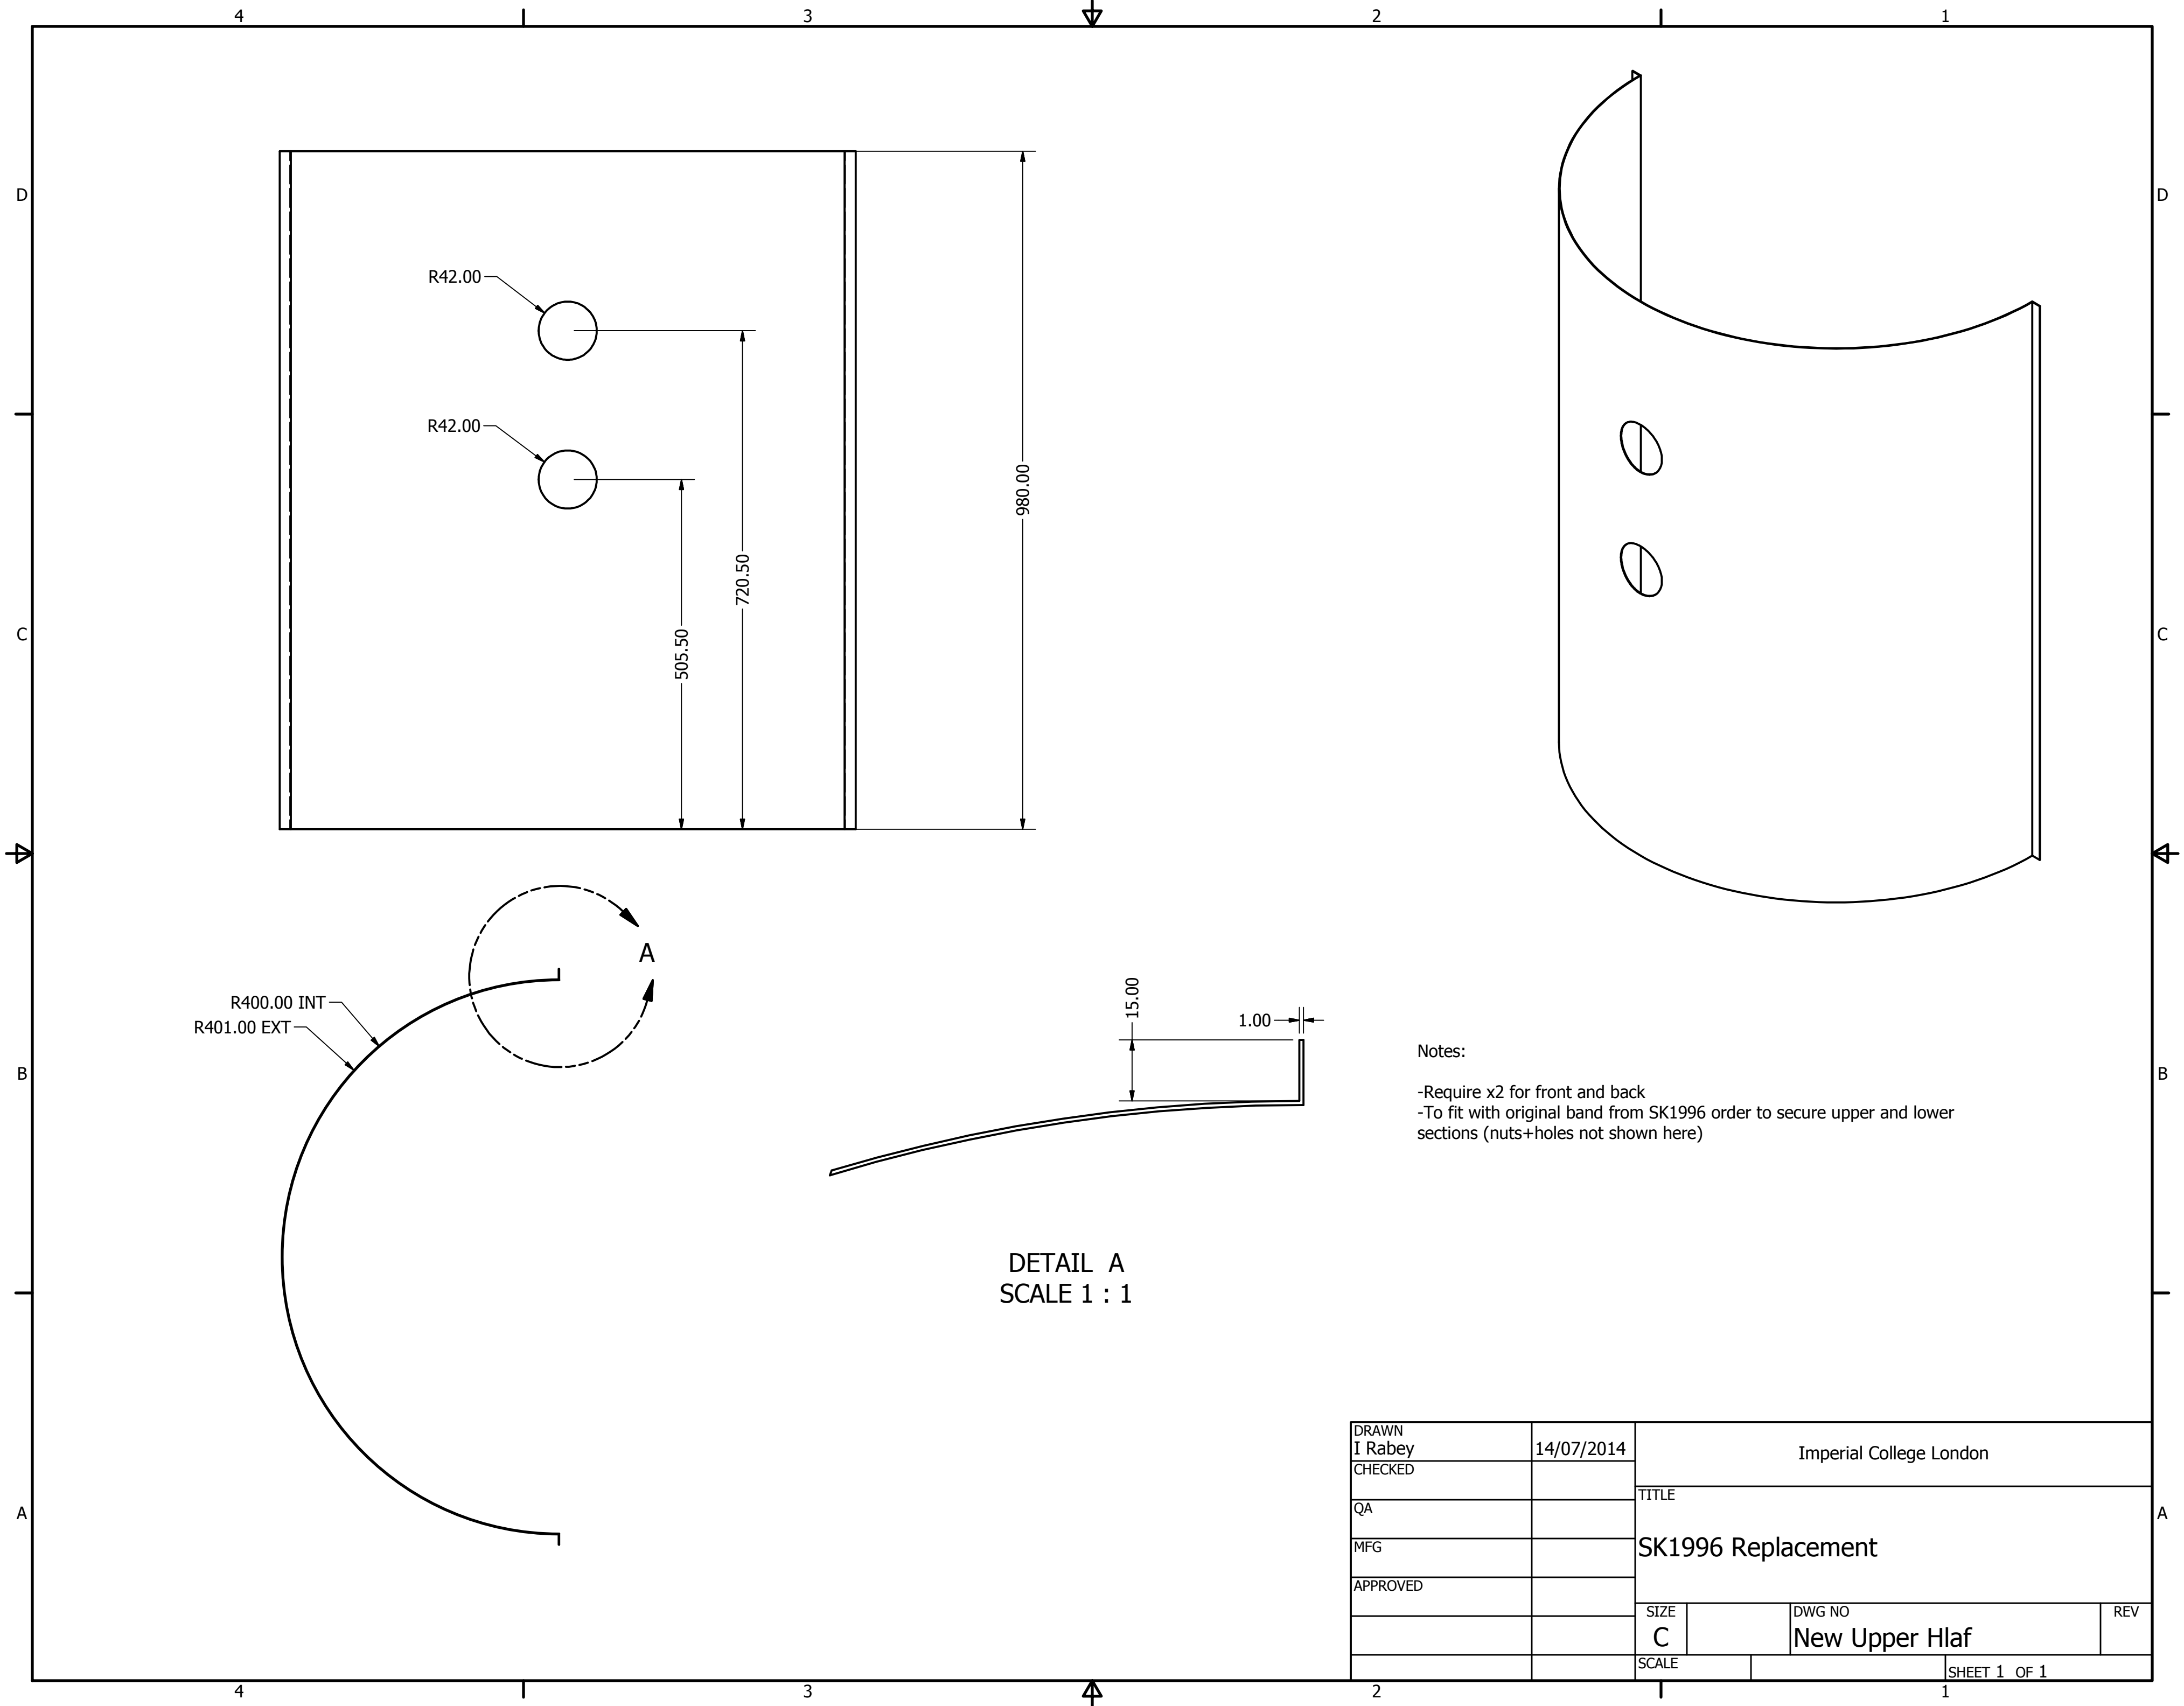 4 3 2 1
D D
R42.00
R42.00
980.00
720.50
505.50
C C
A
R400.00 INT
R401.00 EXT
15.00
1.00
B B
Notes:
-Require x2 for front and back
-To fit with original band from SK1996 order to secure upper and lower
sections (nuts+holes not shown here)
DETAIL A
SCALE 1 : 1
A A
DRAWN
I Rabey 14/07/2014
CHECKED
QA
MFG
APPROVED
Imperial College London
TITLE
SK1996 Replacement
SIZE
C
DWG NO
New Upper Hlaf
REV
SCALE
SHEET 1 OF 1
4 3 2 1